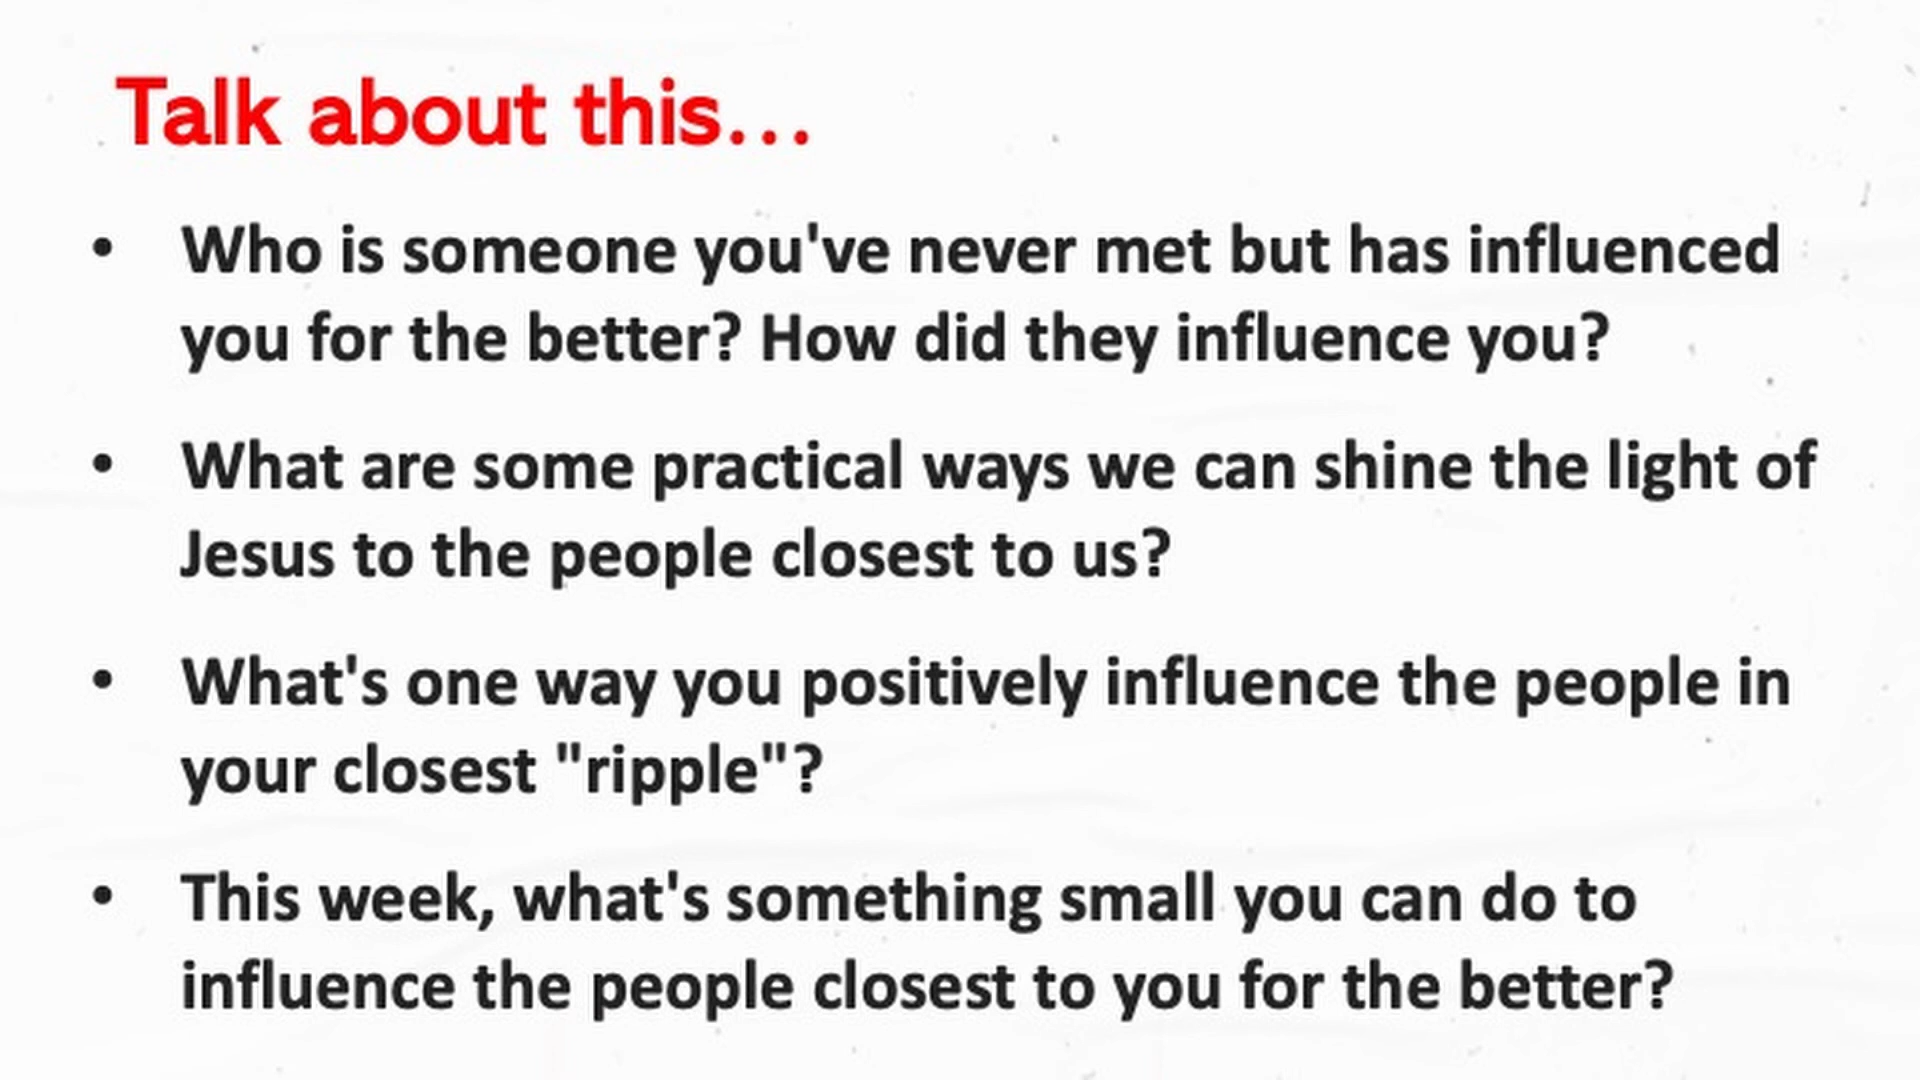 Talk about this...
• Who is someone you've never met but has influenced
you for the better? How did they influence you?
• What are some practical ways we can shine the light of
Jesus to the people closest to us?
• What's one way you positively influence the people in
your closest "ripple"?
• This week, what's something small you can do to
influence the people closest to you for the better?